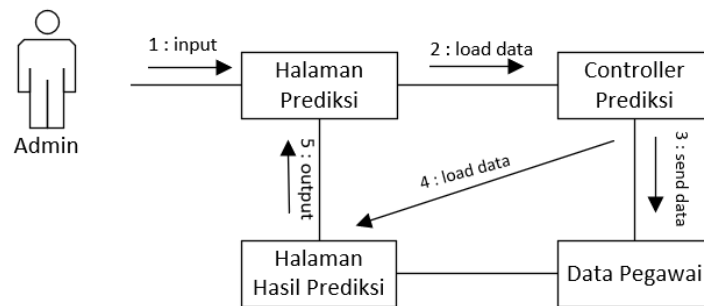 1 : input
2 : load data
Halaman
Prediksi
Controller
Prediksi
Admin
3 : send data
4 : load data
5 : output
Halaman
Hasil Prediksi
Data Pegawai